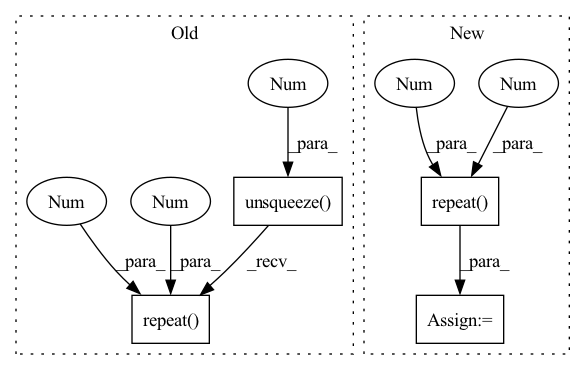 Old
New
Num
Num
Num
_para_
_para_
_para_
Num
Num
unsqueeze()
repeat()
_para_
_para_
_recv_
_para_
repeat()
Assign:=